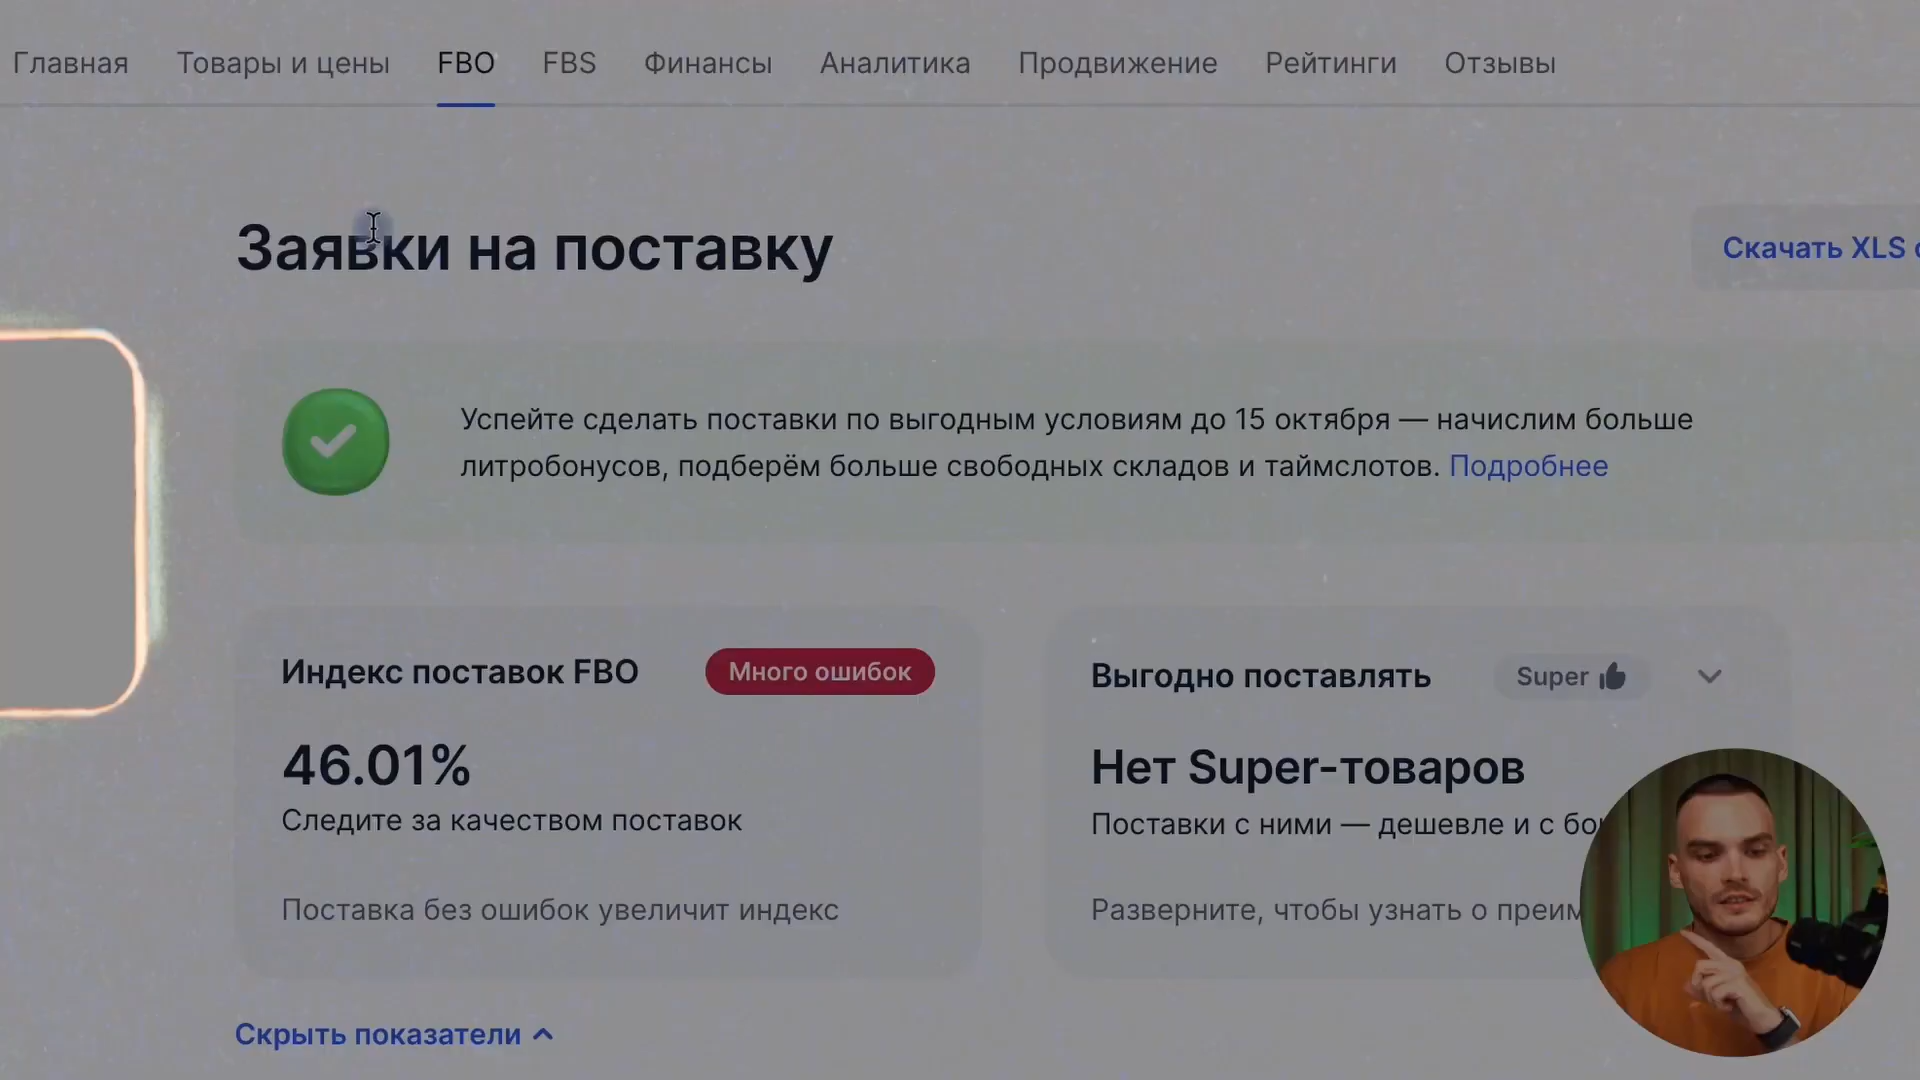 Главная Товары и цены FBO FBS Финансы Аналитика Продвижение Рейтинги Отзывы
Заявки на поставку
Скачать XLS
Успейте сделать поставки по выгодным условиям до 15 октября — начислим больше
литробонусов, подберём больше свободных складов и таймслотов. Подробнее
Индекс поставок FBO Много ошибок
46.01%
Следите за качеством поставок
Поставка без ошибок увеличит индекс
Выгодно поставлять Super
Нет Super-товаров
Поставки с ними — дешевле и с
Разверните, чтобы узнать о
Скрыть показатели